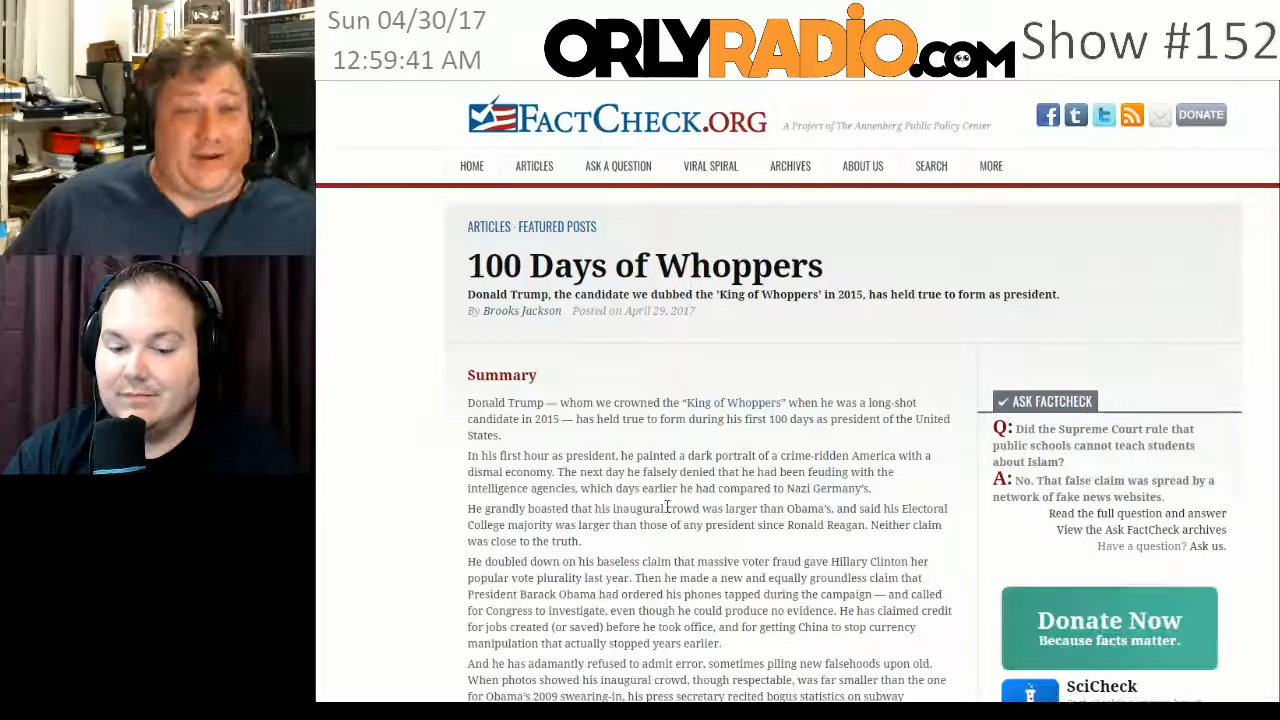 Sun 04/30/17
12:59:41 AM
ORLYRADIO.COM
Show #152
FACTCHECK.ORG
A Project of The Annenberg Public Policy Center
DONATE
HOME ARTICLES ASK A QUESTION VIRAL SPIRAL ARCHIVES ABOUT US SEARCH MORE
ARTICLES · FEATURED POSTS
100 Days of Whoppers
Donald Trump, the candidate we dubbed the 'King of Whoppers' in 2015, has held true to form as president.
By Brooks Jackson Posted on April 29, 2017
Summary
Donald Trump — whom we crowned the “King of Whoppers” when he was a long-shot
candidate in 2015 — has held true to form during his first 100 days as president of the United
States.
In his first hour as president, he painted a dark portrait of a crime-ridden America with a
dismal economy. The next day he falsely denied that he had been feuding with the
intelligence agencies, which days earlier he had compared to Nazi Germany's.
He grandly boasted that his inaugural crowd was larger than Obama's, and said his Electoral
College majority was larger than those of any president since Ronald Reagan. Neither claim
was close to the truth.
He doubled down on his baseless claim that massive voter fraud gave Hillary Clinton her
popular vote plurality last year. Then he made a new and equally groundless claim that
President Barack Obama had ordered his phones tapped during the campaign — and called
for Congress to investigate, even though he could produce no evidence. He has claimed credit
for jobs created (or saved) before he took office, and for getting China to stop currency
manipulation that actually stopped years earlier.
And he has adamantly refused to admit error, sometimes piling new falsehoods upon old.
When photos showed his inaugural crowd, though respectable, was far smaller than the one
for Obama's 2009 swearing-in, his press secretary recited bogus statistics on subway
✓ ASK FACTCHECK
Q: Did the Supreme Court rule that
public schools cannot teach students
about Islam?
A: No. That false claim was spread by a
network of fake news websites.
Read the full question and answer
View the Ask FactCheck archives
Have a question? Ask us.
Donate Now
Because facts matter.
SciCheck